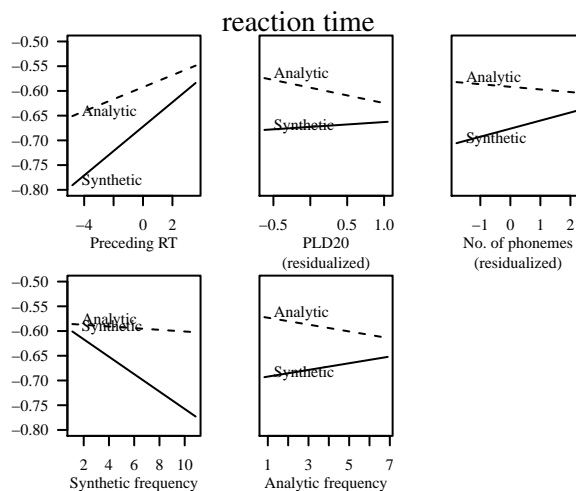 reaction time
−0.50
−0.55
−0.60
−0.65
−0.70
−0.75
−0.80
Analytic
Synthetic
−4 0 2
Preceding RT
Analytic
Synthetic
−0.5 0.5 1.0
PLD20
(residualized)
Analytic
Synthetic
−1 0 1 2
No. of phonemes
(residualized)
−0.50
−0.55
−0.60
−0.65
−0.70
−0.75
−0.80
Analytic
Synthetic
2 4 6 8 10
Synthetic frequency
Analytic
Synthetic
1 3 5 7
Analytic frequency